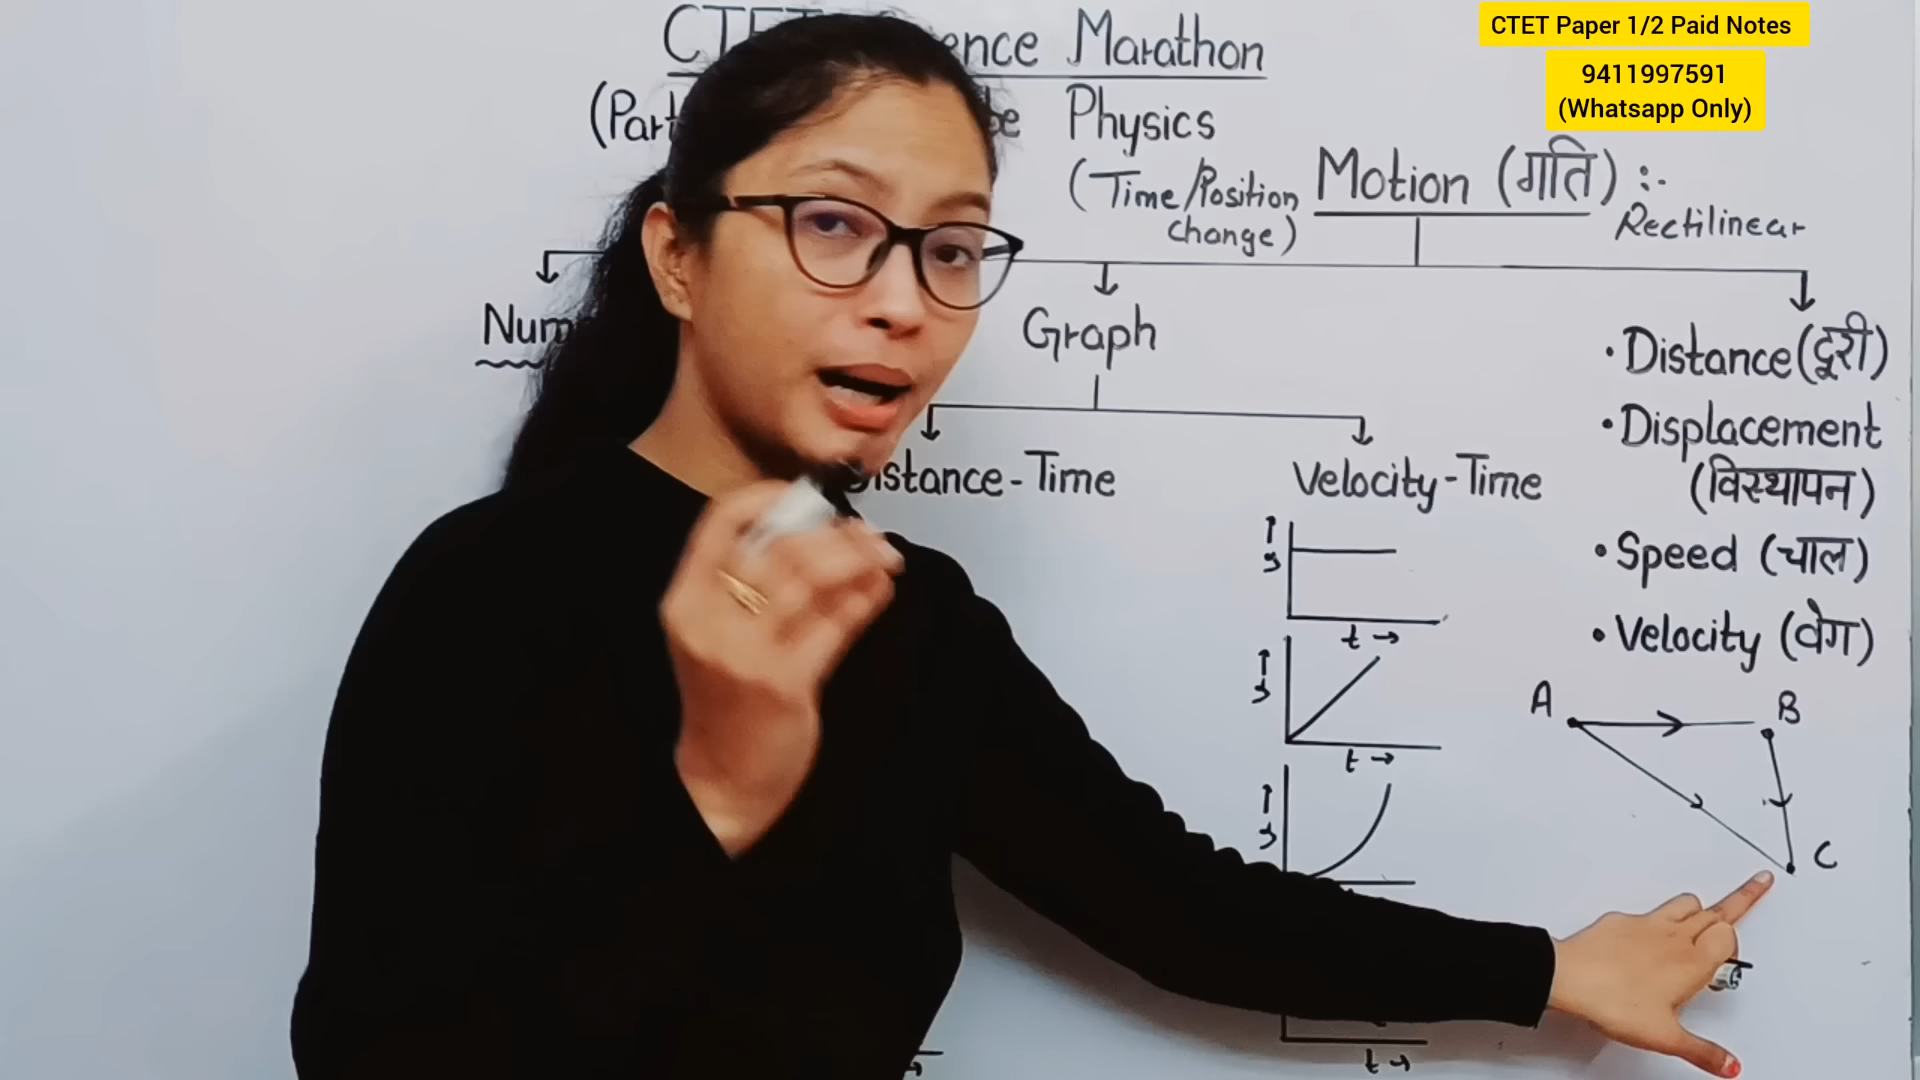 CTET Paper 1/2 Paid Notes
9411997591
(Whatsapp Only)
Marathon
Physics
(Time/Position
change)
Motion (गति) :-
Rectilinear
Graph
Distance (दूरी)
Displacement
(विस्थापन)
Speed (चाल)
Velocity (वेग)
-Time
Velocity-Time
t →
t →
t →
A
B
C